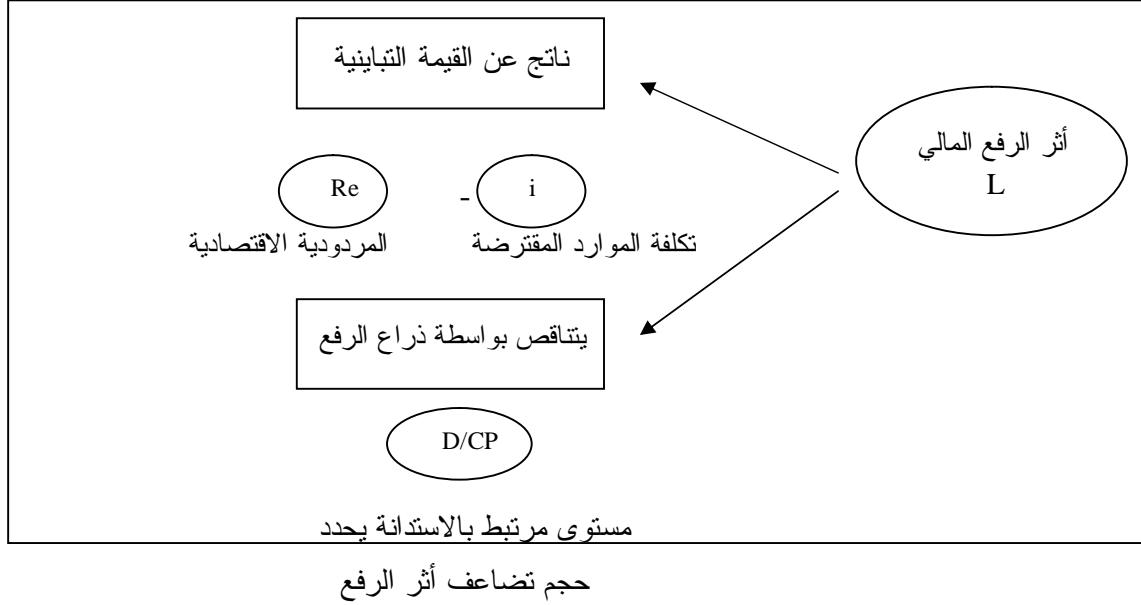 ناتج عن القيمة التباينية
أثر الرفع المالي
L
Re - i
المردودية الاقتصادية تكلفة الموارد المقترضة
يتناقص بواسطة ذراع الرفع
D/CP
مستوى مرتبط بالاستدانة يحدد
حجم تضاعف أثر الرفع